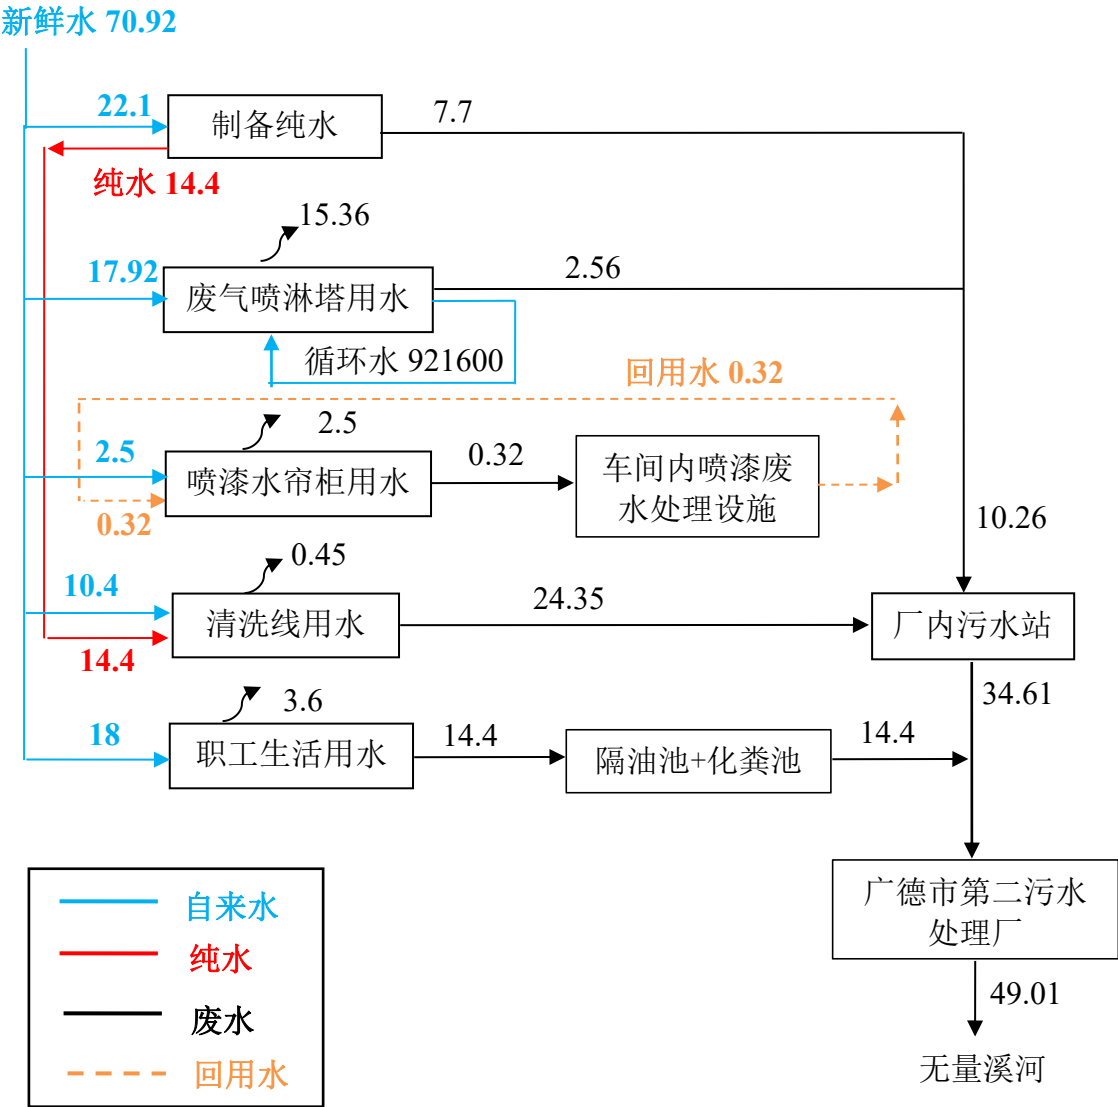 新鲜水 70.92
22.1
制备纯水
7.7
纯水 14.4
15.36
17.92
废气喷淋塔用水
2.56
循环水 921600
回用水 0.32
2.5
2.5
喷漆水帘柜用水
0.32
车间内喷漆废
水处理设施
0.32
10.26
0.45
10.4
清洗线用水
24.35
厂内污水站
14.4
34.61
3.6
18
职工生活用水
14.4
隔油池+化粪池
14.4
广德市第二污水
处理厂
49.01
无量溪河
自来水
纯水
废水
回用水